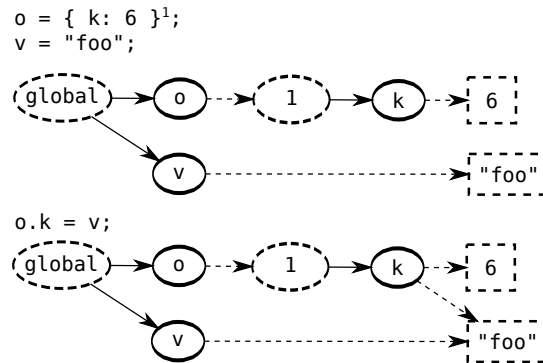 o = { k: 6 }¹;
v = "foo";
global o 1 k 6
v "foo"
o.k = v;
global o 1 k 6
v "foo"